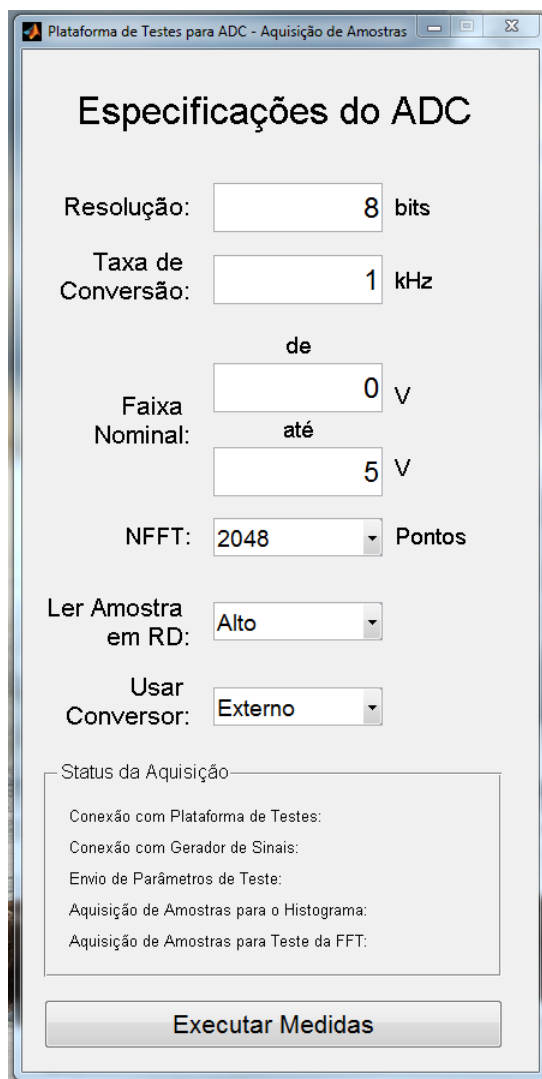 Plataforma de Testes para ADC - Aquisição de Amostras
Especificações do ADC
Resolução: 8 bits
Taxa de
Conversão: 1 kHz
de
0 V
Faixa
Nominal:
até
5 V
NFFT: 2048 Pontos
Ler Amostra
em RD: Alto
Usar
Conversor: Externo
Status da Aquisição
Conexão com Plataforma de Testes:
Conexão com Gerador de Sinais:
Envio de Parâmetros de Teste:
Aquisição de Amostras para o Histograma:
Aquisição de Amostras para Teste da FFT:
Executar Medidas